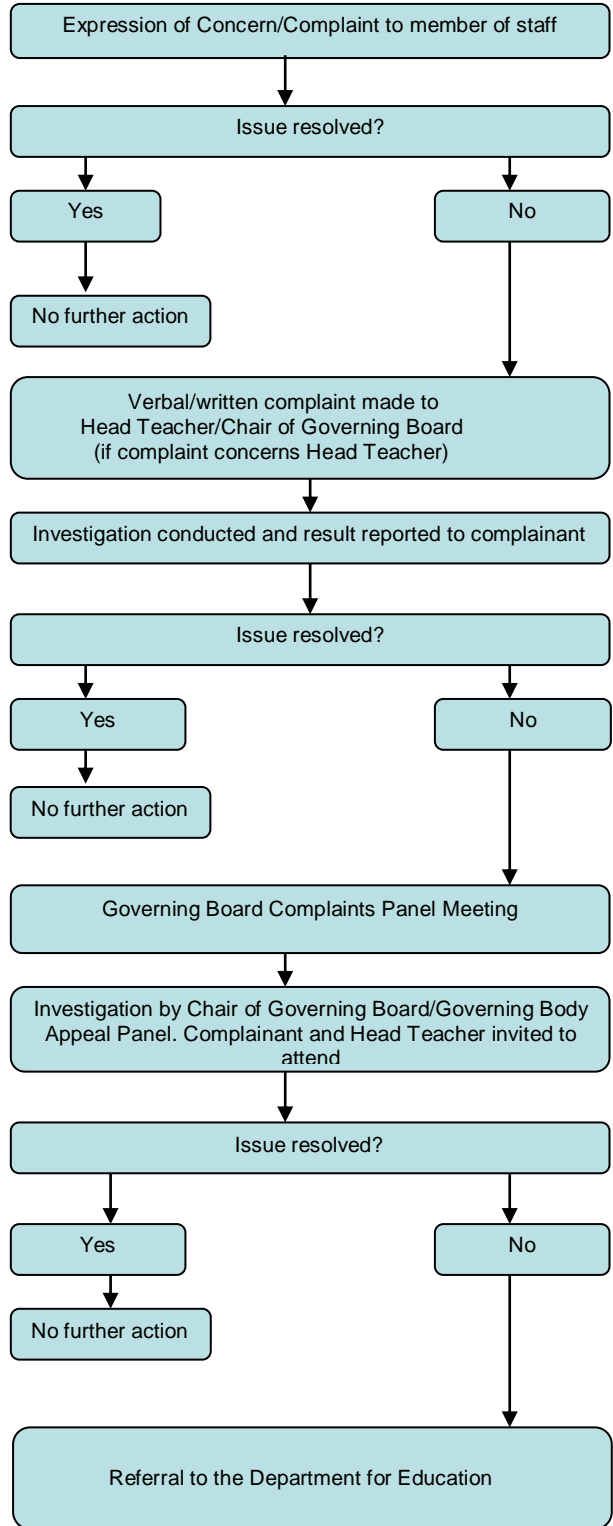 Expression of Concern/Complaint to member of staff
Issue resolved?
Yes
No
No further action
Verbal/written complaint made to
Head Teacher/Chair of Governing Board
(if complaint concerns Head Teacher)
Investigation conducted and result reported to complainant
Issue resolved?
Yes
No
No further action
Governing Board Complaints Panel Meeting
Investigation by Chair of Governing Board/Governing Body
Appeal Panel. Complainant and Head Teacher invited to
attend
Issue resolved?
Yes
No
No further action
Referral to the Department for Education